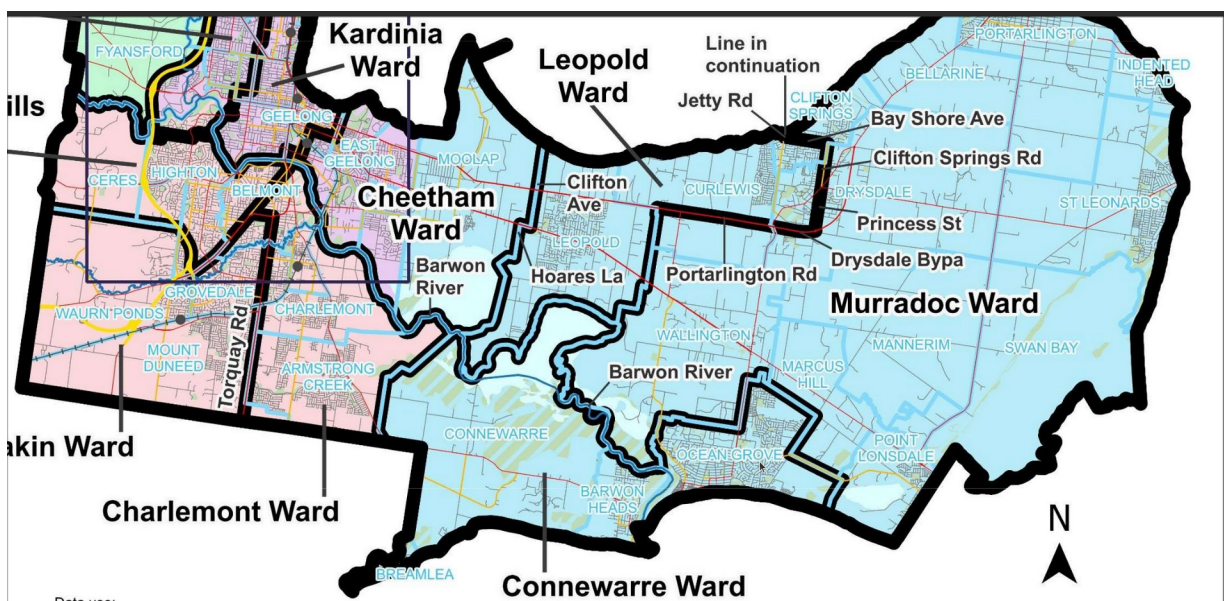 PORTARLINGTON
Kardinia
Ward
Line in
continuation
FYANSFORD
Leopold
Ward
BELLARINE
INDENTED
HEAD
ills
Jetty Rd
CLIFTON
SPRINGS
Bay Shore Ave
GEELONG
EAST
GEELONG
MOOLAP
Clifton Springs Rd
CERES
HIGHTON
BELMONT
Clifton
Ave
CURLEWIS
DRYSDALE
Cheetham
Ward
ST LEONARDS
Princess St
LEOPOLD
Barwon
River
Hoares La
Portarlington Rd
Drysdale Bypa
GROVEDALE
WAURN PONDS
CHARLEMONT
Murradoc Ward
Torquay Rd
WALLINGTON
MANNERIM
SWAN BAY
MOUNT
DUNEED
ARMSTRONG
CREEK
MARCUS
HILL
Barwon River
akin Ward
CONNEWARRE
OCEAN GROVE
POINT
LONSDALE
Charlemont Ward
BARWON
HEADS
N
BREAMLEA
Connewarre Ward